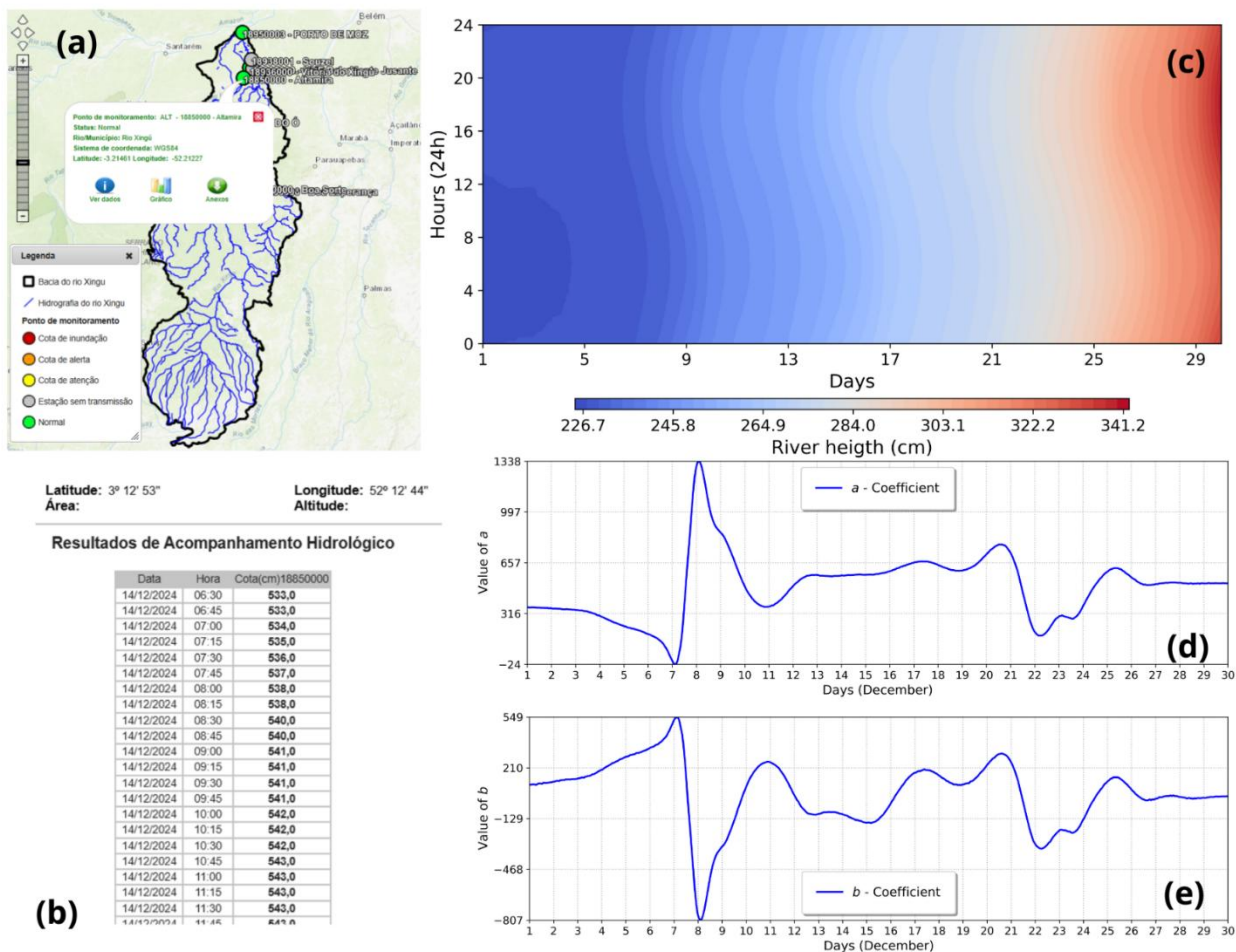 (a)
Belém
Santarém
18950003 - PORTO DE MOZ
18938001 - Souzel
18850000 - Altamira
Ponto de monitoramento: ALT - 18850000 - Altamira
Status: Normal
Rio/Município: Rio Xingú
Sistema de coordenada: WGS84
Latitude: -3.21461 Longitude: -52.21227
Ver dados Gráfico Anexos
DO Ó
Marabá
Parauapebas
Palmas
Legenda
Bacia do rio Xingu
Hidrografia do rio Xingu
Ponto de monitoramento
Cota de inundação
Cota de alerta
Cota de atenção
Estação sem transmissão
Normal
Latitude: 3º 12' 53" Longitude: 52º 12' 44"
Área: Altitude:
Resultados de Acompanhamento Hidrológico
Data Hora Cota(cm)18850000
14/12/2024 06:30 533,0
14/12/2024 06:45 533,0
14/12/2024 07:00 534,0
14/12/2024 07:15 535,0
14/12/2024 07:30 536,0
14/12/2024 07:45 537,0
14/12/2024 08:00 538,0
14/12/2024 08:15 538,0
14/12/2024 08:30 540,0
14/12/2024 08:45 540,0
14/12/2024 09:00 541,0
14/12/2024 09:15 541,0
14/12/2024 09:30 541,0
14/12/2024 09:45 541,0
14/12/2024 10:00 542,0
14/12/2024 10:15 542,0
14/12/2024 10:30 542,0
14/12/2024 10:45 543,0
14/12/2024 11:00 543,0
14/12/2024 11:15 543,0
14/12/2024 11:30 543,0
14/12/2024 11:45 543,0
(b)
(c)
Hours (24h)
24
20
16
12
8
4
0
1 5 9 13 17 21 25 29
Days
226.7 245.8 264.9 284.0 303.1 322.2 341.2
River heigth (cm)
1338
997
657
316
−24
Value of a
a - Coefficient
(d)
1 2 3 4 5 6 7 8 9 10 11 12 13 14 15 16 17 18 19 20 21 22 23 24 25 26 27 28 29 30
Days (December)
549
210
−129
−468
−807
Value of b
b - Coefficient
(e)
1 2 3 4 5 6 7 8 9 10 11 12 13 14 15 16 17 18 19 20 21 22 23 24 25 26 27 28 29 30
Days (December)